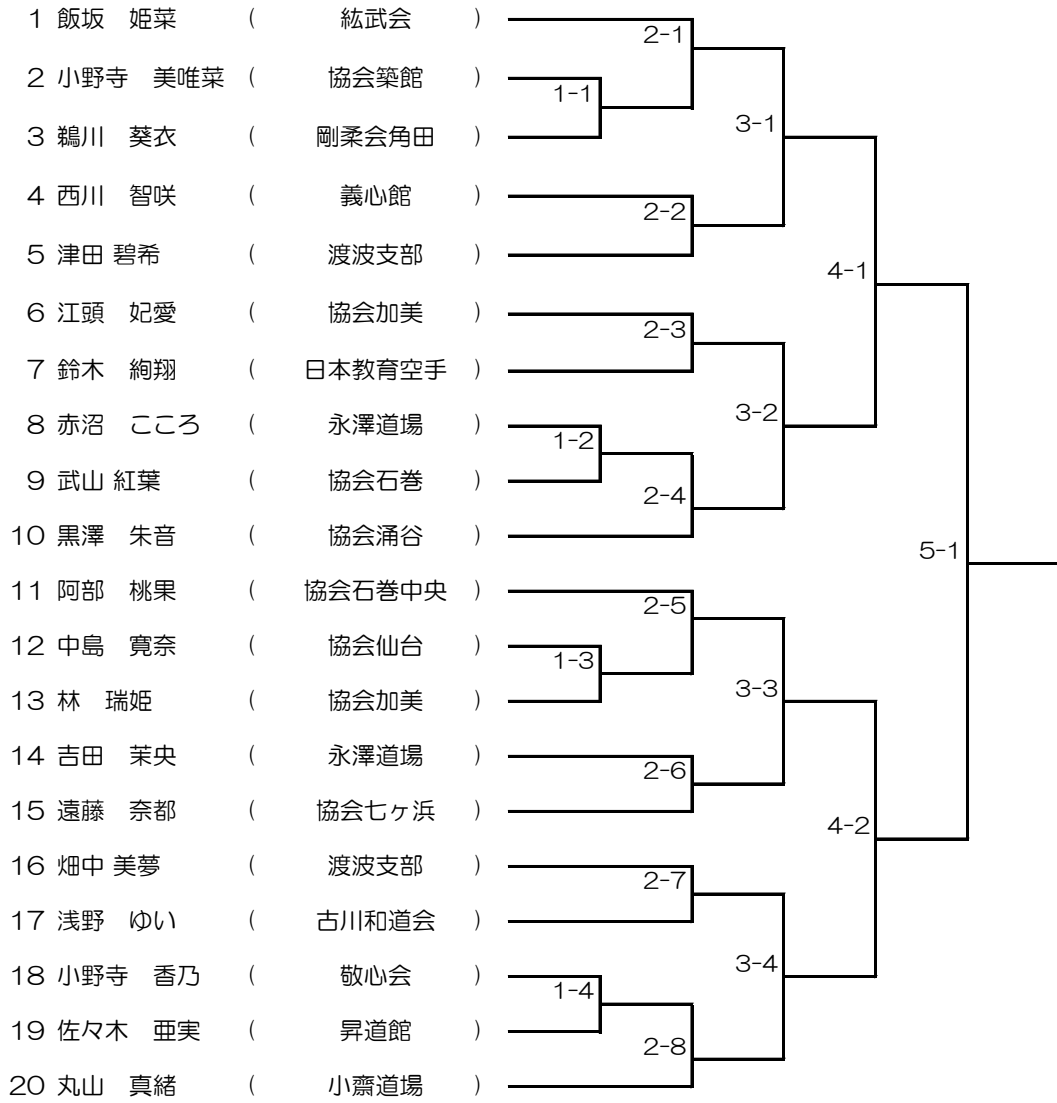 1 飯坂　姫菜 （ 紘武会 ）
2 小野寺　美唯菜 （ 協会築館 ）
3 鵜川　葵衣 （ 剛柔会角田 ）
4 西川　智咲 （ 義心館 ）
5 津田 碧希 （ 渡波支部 ）
6 江頭　妃愛 （ 協会加美 ）
7 鈴木　絢翔 （ 日本教育空手 ）
8 赤沼　こころ （ 永澤道場 ）
9 武山 紅葉 （ 協会石巻 ）
10 黒澤　朱音 （ 協会涌谷 ）
11 阿部　桃果 （ 協会石巻中央 ）
12 中島　寛奈 （ 協会仙台 ）
13 林　瑞姫 （ 協会加美 ）
14 吉田　茉央 （ 永澤道場 ）
15 遠藤　奈都 （ 協会七ヶ浜 ）
16 畑中 美夢 （ 渡波支部 ）
17 浅野　ゆい （ 古川和道会 ）
18 小野寺　香乃 （ 敬心会 ）
19 佐々木　亜実 （ 昇道館 ）
20 丸山　真緒 （ 小齋道場 ）
1-1
1-2
1-3
1-4
2-1
2-2
2-3
2-4
2-5
2-6
2-7
2-8
3-1
3-2
3-3
3-4
4-1
4-2
5-1